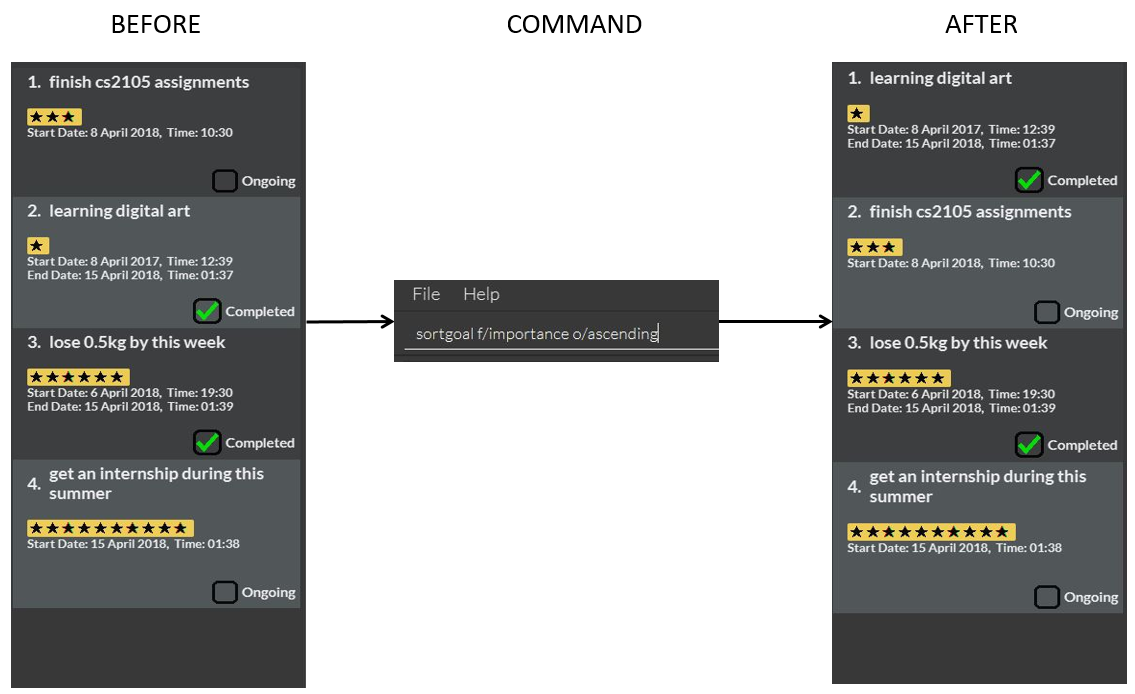 BEFORE
COMMAND
AFTER
1. finish cs2105 assignments
Start Date: 8 April 2018, Time: 10:30
Ongoing
2. learning digital art
Start Date: 8 April 2017, Time: 12:39
End Date: 15 April 2018, Time: 01:37
Completed
3. lose 0.5kg by this week
Start Date: 6 April 2018, Time: 19:30
End Date: 15 April 2018, Time: 01:39
Completed
4. get an internship during this
summer
Start Date: 15 April 2018, Time: 01:38
Ongoing
File Help
sortgoal f/importance o/ascending
1. learning digital art
Start Date: 8 April 2017, Time: 12:39
End Date: 15 April 2018, Time: 01:37
Completed
2. finish cs2105 assignments
Start Date: 8 April 2018, Time: 10:30
Ongoing
3. lose 0.5kg by this week
Start Date: 6 April 2018, Time: 19:30
End Date: 15 April 2018, Time: 01:39
Completed
4. get an internship during this
summer
Start Date: 15 April 2018, Time: 01:38
Ongoing